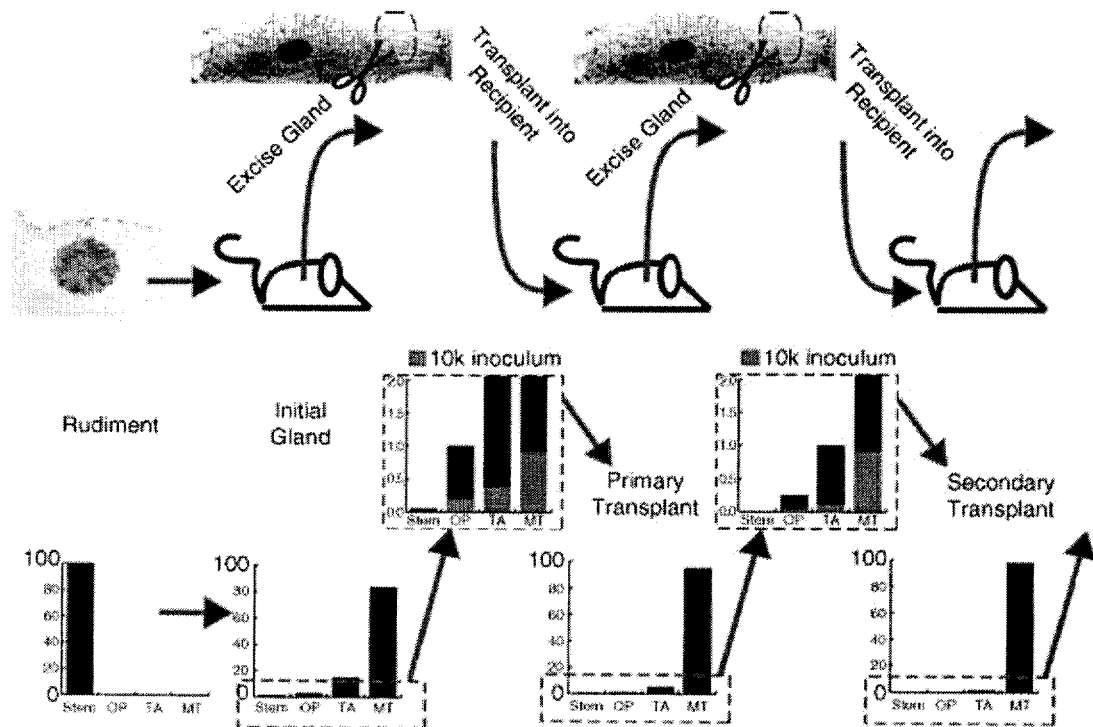 Excise Gland
Transplant into
Recipient
Excise Gland
Transplant into
Recipient
10k inoculum
10k inoculum
Rudiment
Initial
Gland
2.0
1.0
0.5
0.0
Stem OP TA MT
Primary
Transplant
2.0
1.0
0.5
0.0
Stem OP TA MT
Secondary
Transplant
100
80
60
40
20
0
Stem OP TA MT
100
80
60
40
20
0
Stem OP TA MT
100
80
60
40
20
0
Stem OP TA MT
100
80
60
40
20
0
Stem OP TA MT